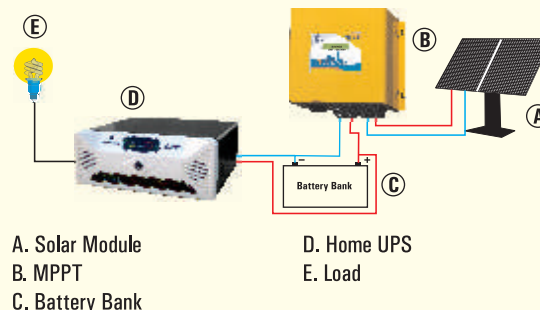 E
B
D
A
− +
Battery Bank
C
A. Solar Module
D. Home UPS
B. MPPT
E. Load
C. Battery Bank